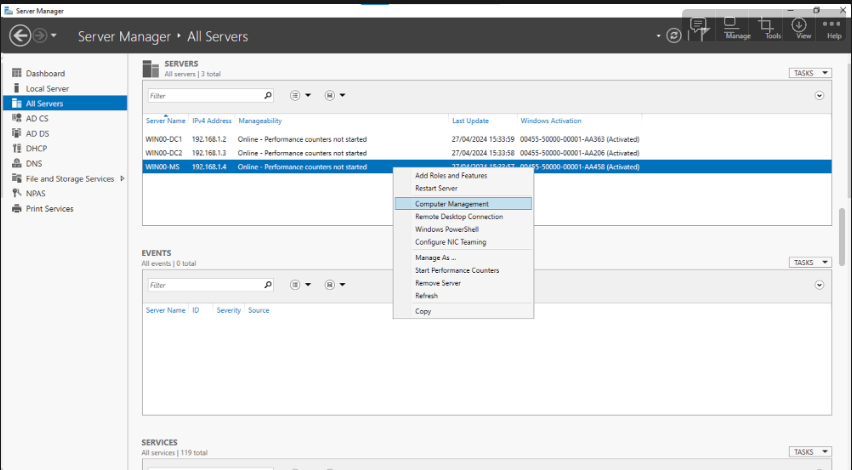 Server Manager
Server Manager • All Servers
Manage
Tools
View
Help
Dashboard
Local Server
All Servers
AD CS
AD DS
DHCP
DNS
File and Storage Services
NPAS
Print Services
SERVERS
All servers | 3 total
TASKS
Filter
Server Name IPv4 Address Manageability Last Update Windows Activation
WIN00-DC1 192.168.1.2 Online - Performance counters not started 27/04/2024 15:33:59 00455-50000-00001-AA363 (Activated)
WIN00-DC2 192.168.1.3 Online - Performance counters not started 27/04/2024 15:33:58 00455-50000-00001-AA206 (Activated)
WIN00-MS 192.168.1.4 Online - Performance counters not started 27/04/2024 15:33:57 00455-50000-00001-AA458 (Activated)
Add Roles and Features
Restart Server
Computer Management
Remote Desktop Connection
Windows PowerShell
Configure NIC Teaming
Manage As ...
Start Performance Counters
Remove Server
Refresh
Copy
EVENTS
All events | 0 total
TASKS
Filter
Server Name ID Severity Source
SERVICES
All services | 119 total
TASKS